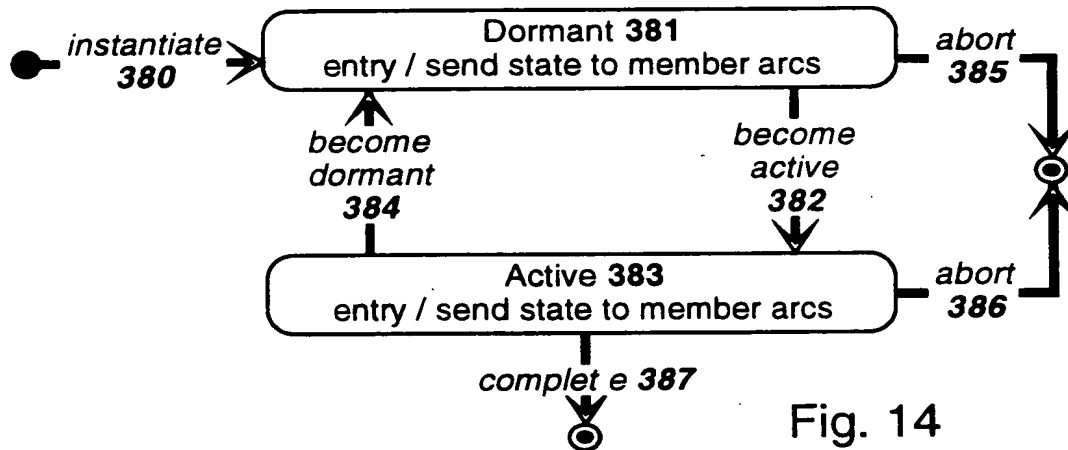 instantiate
380
Dormant 381
entry / send state to member arcs
abort
385
become
dormant
384
become
active
382
Active 383
entry / send state to member arcs
abort
386
complet e 387
Fig. 14